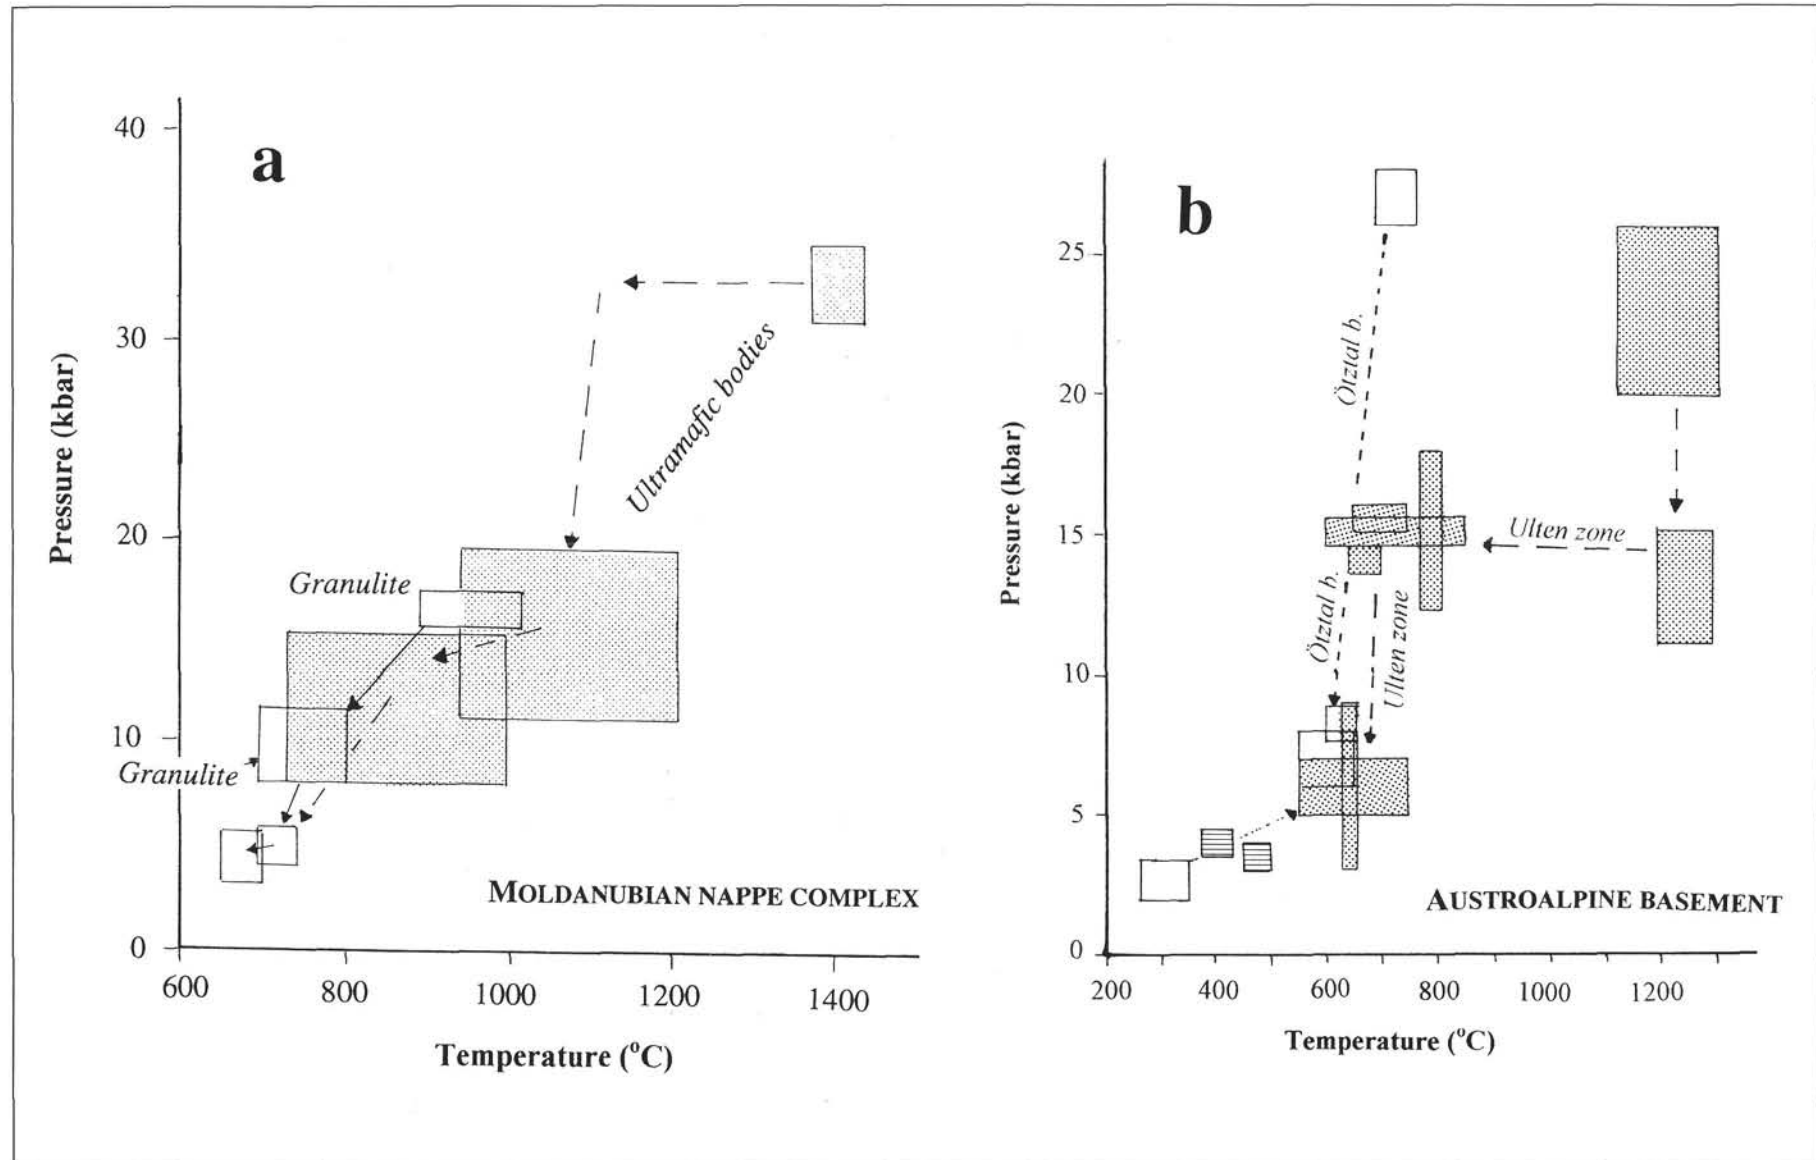 a
40
30
20
10
0
Pressure (kbar)
Ultramafic bodies
Granulite
Granulite
MOLDANUBIAN NAPPE COMPLEX
600 800 1000 1200 1400
Temperature (°C)
b
25
20
15
10
5
0
Pressure (kbar)
Ötztal b.
Ulten zone
Ötztal b.
Ulten zone
AUSTROALPINE BASEMENT
200 400 600 800 1000 1200
Temperature (°C)